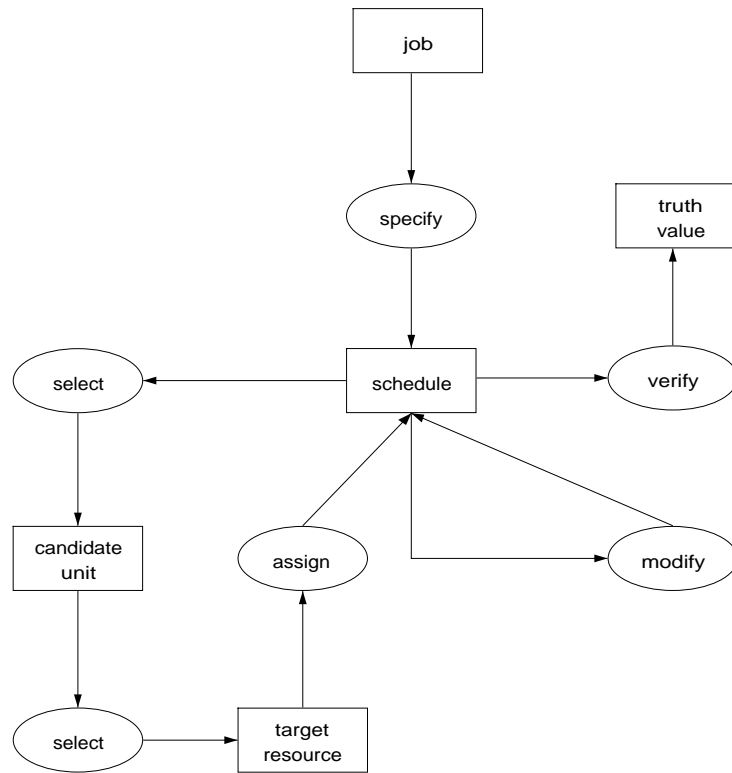 job
specify
truth
value
select
schedule
verify
candidate
unit
assign
modify
select
target
resource